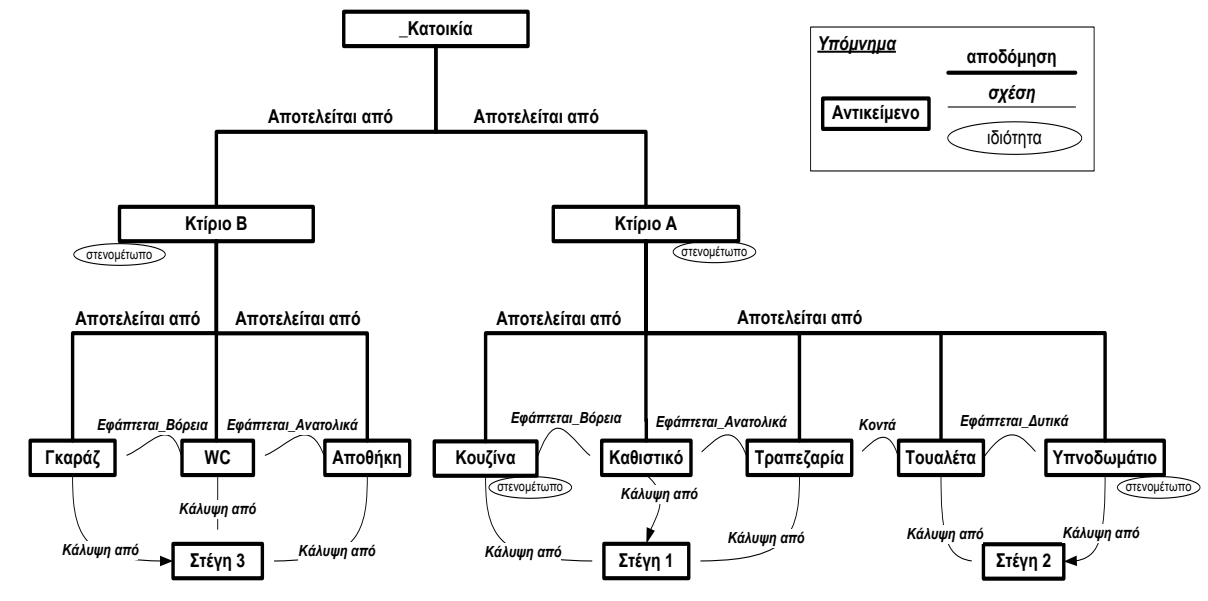 _Κατοικία
Υπόμνημα
αποδόμηση
σχέση
Αντικείμενο
ιδιότητα
Αποτελείται από
Αποτελείται από
Κτίριο Β
Κτίριο Α
στενομέτωπο
στενομέτωπο
Αποτελείται από
Αποτελείται από
Αποτελείται από
Αποτελείται από
Εφάπτεται_Βόρεια
Εφάπτεται_Ανατολικά
Εφάπτεται_Βόρεια
Εφάπτεται_Ανατολικά
Κοντά
Εφάπτεται_Δυτικά
Γκαράζ
WC
Αποθήκη
Κουζίνα
Καθιστικό
Τραπεζαρία
Τουαλέτα
Υπνοδωμάτιο
στενομέτωπο
στενομέτωπο
Κάλυψη από
Κάλυψη από
Κάλυψη από
Κάλυψη από
Κάλυψη από
Κάλυψη από
Κάλυψη από
Κάλυψη από
Στέγη 3
Στέγη 1
Στέγη 2